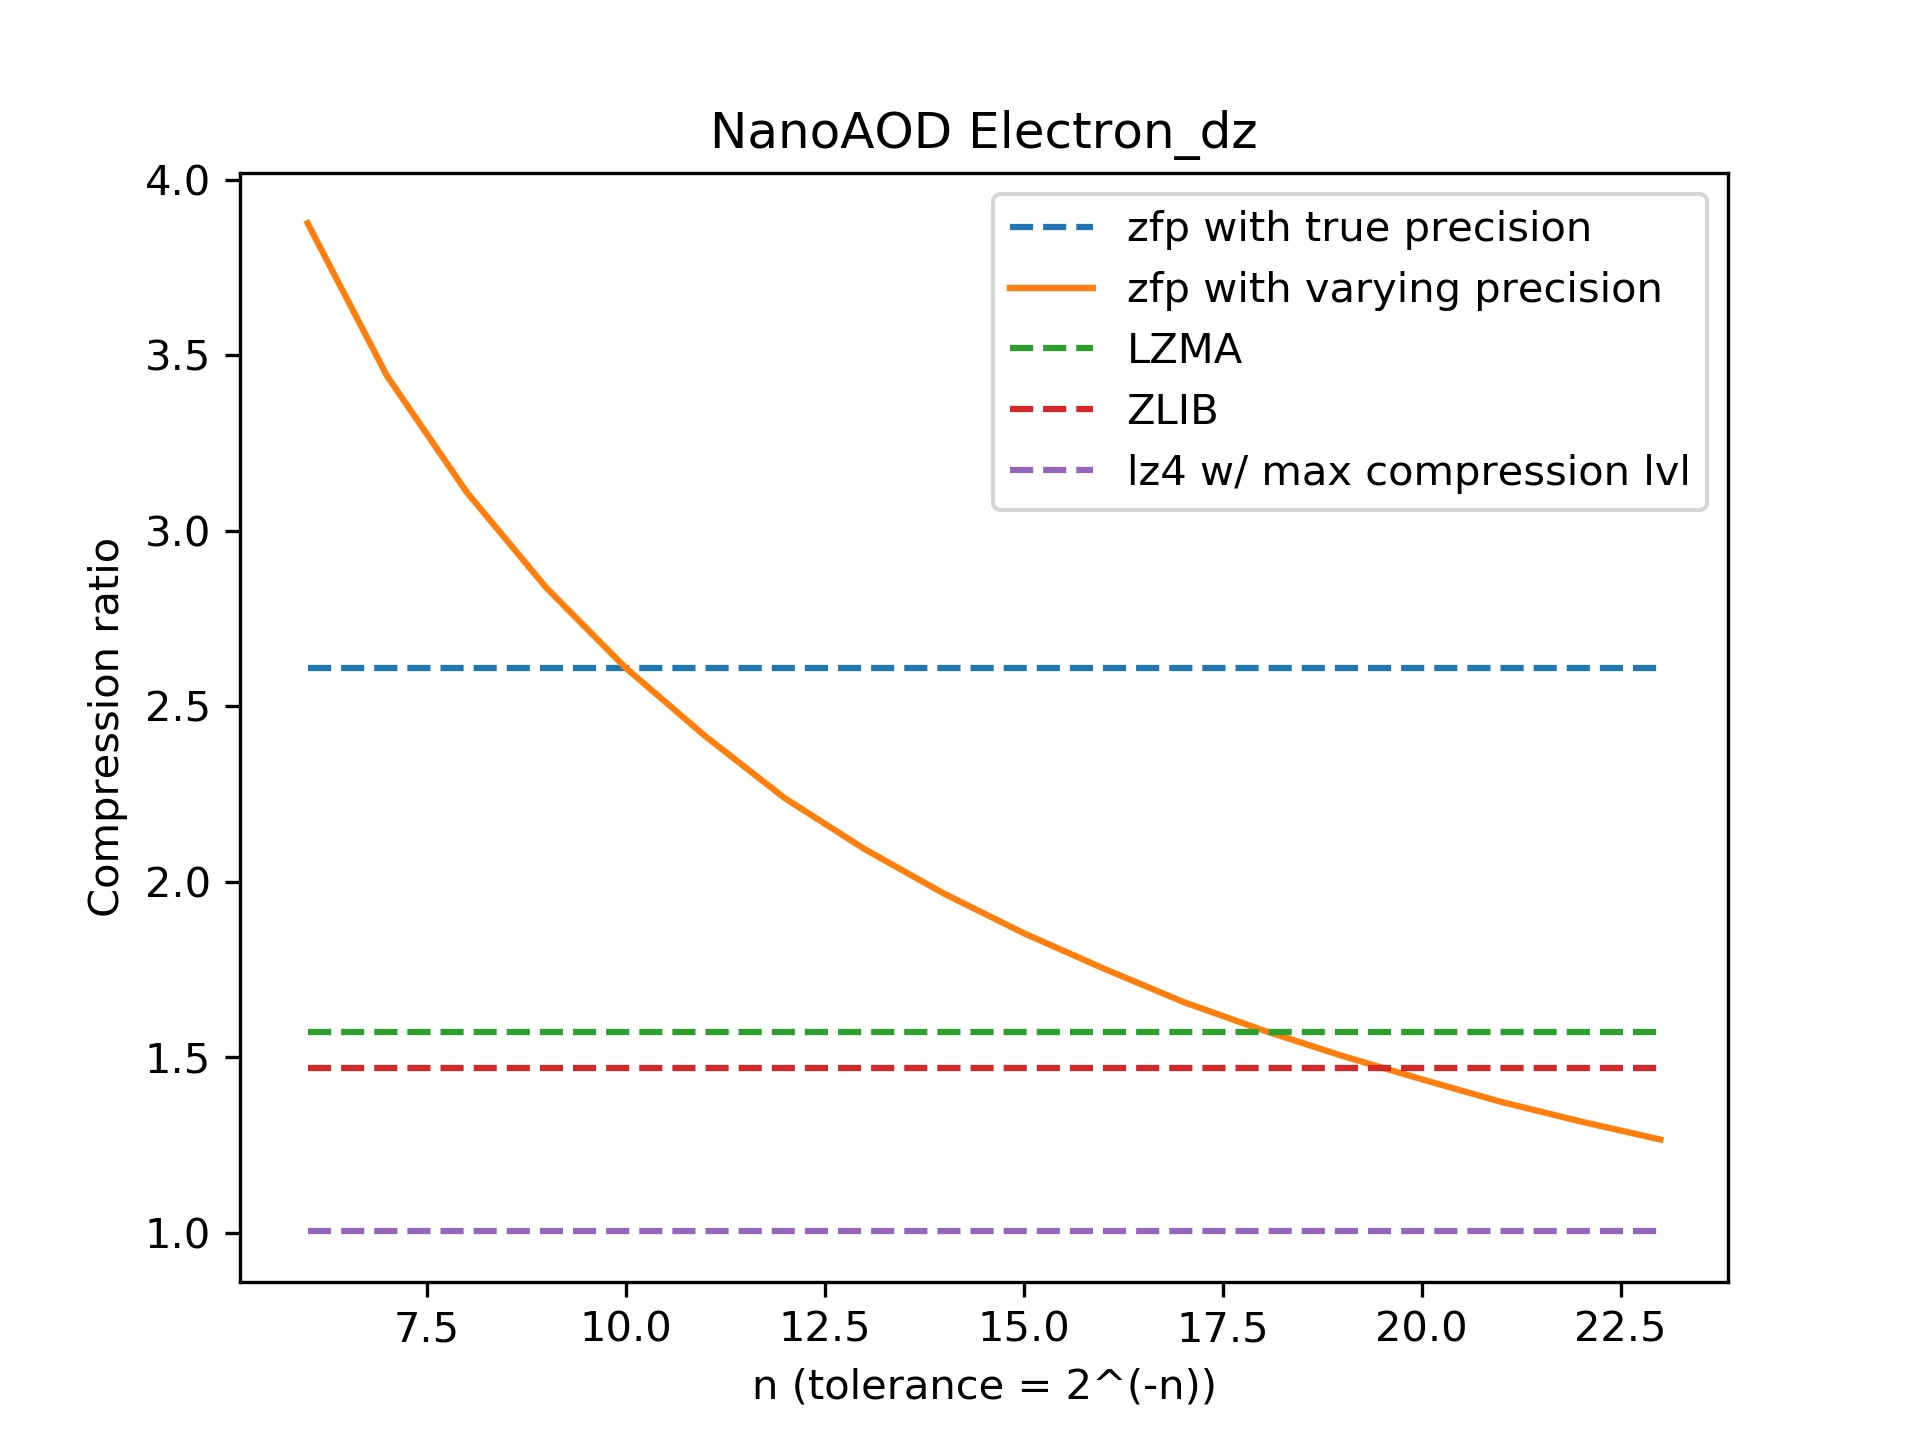 NanoAOD Electron_dz
4.0
3.5
3.0
2.5
2.0
1.5
1.0
Compression ratio
zfp with true precision
zfp with varying precision
LZMA
ZLIB
lz4 w/ max compression lvl
7.5 10.0 12.5 15.0 17.5 20.0 22.5
n (tolerance = 2^(-n))